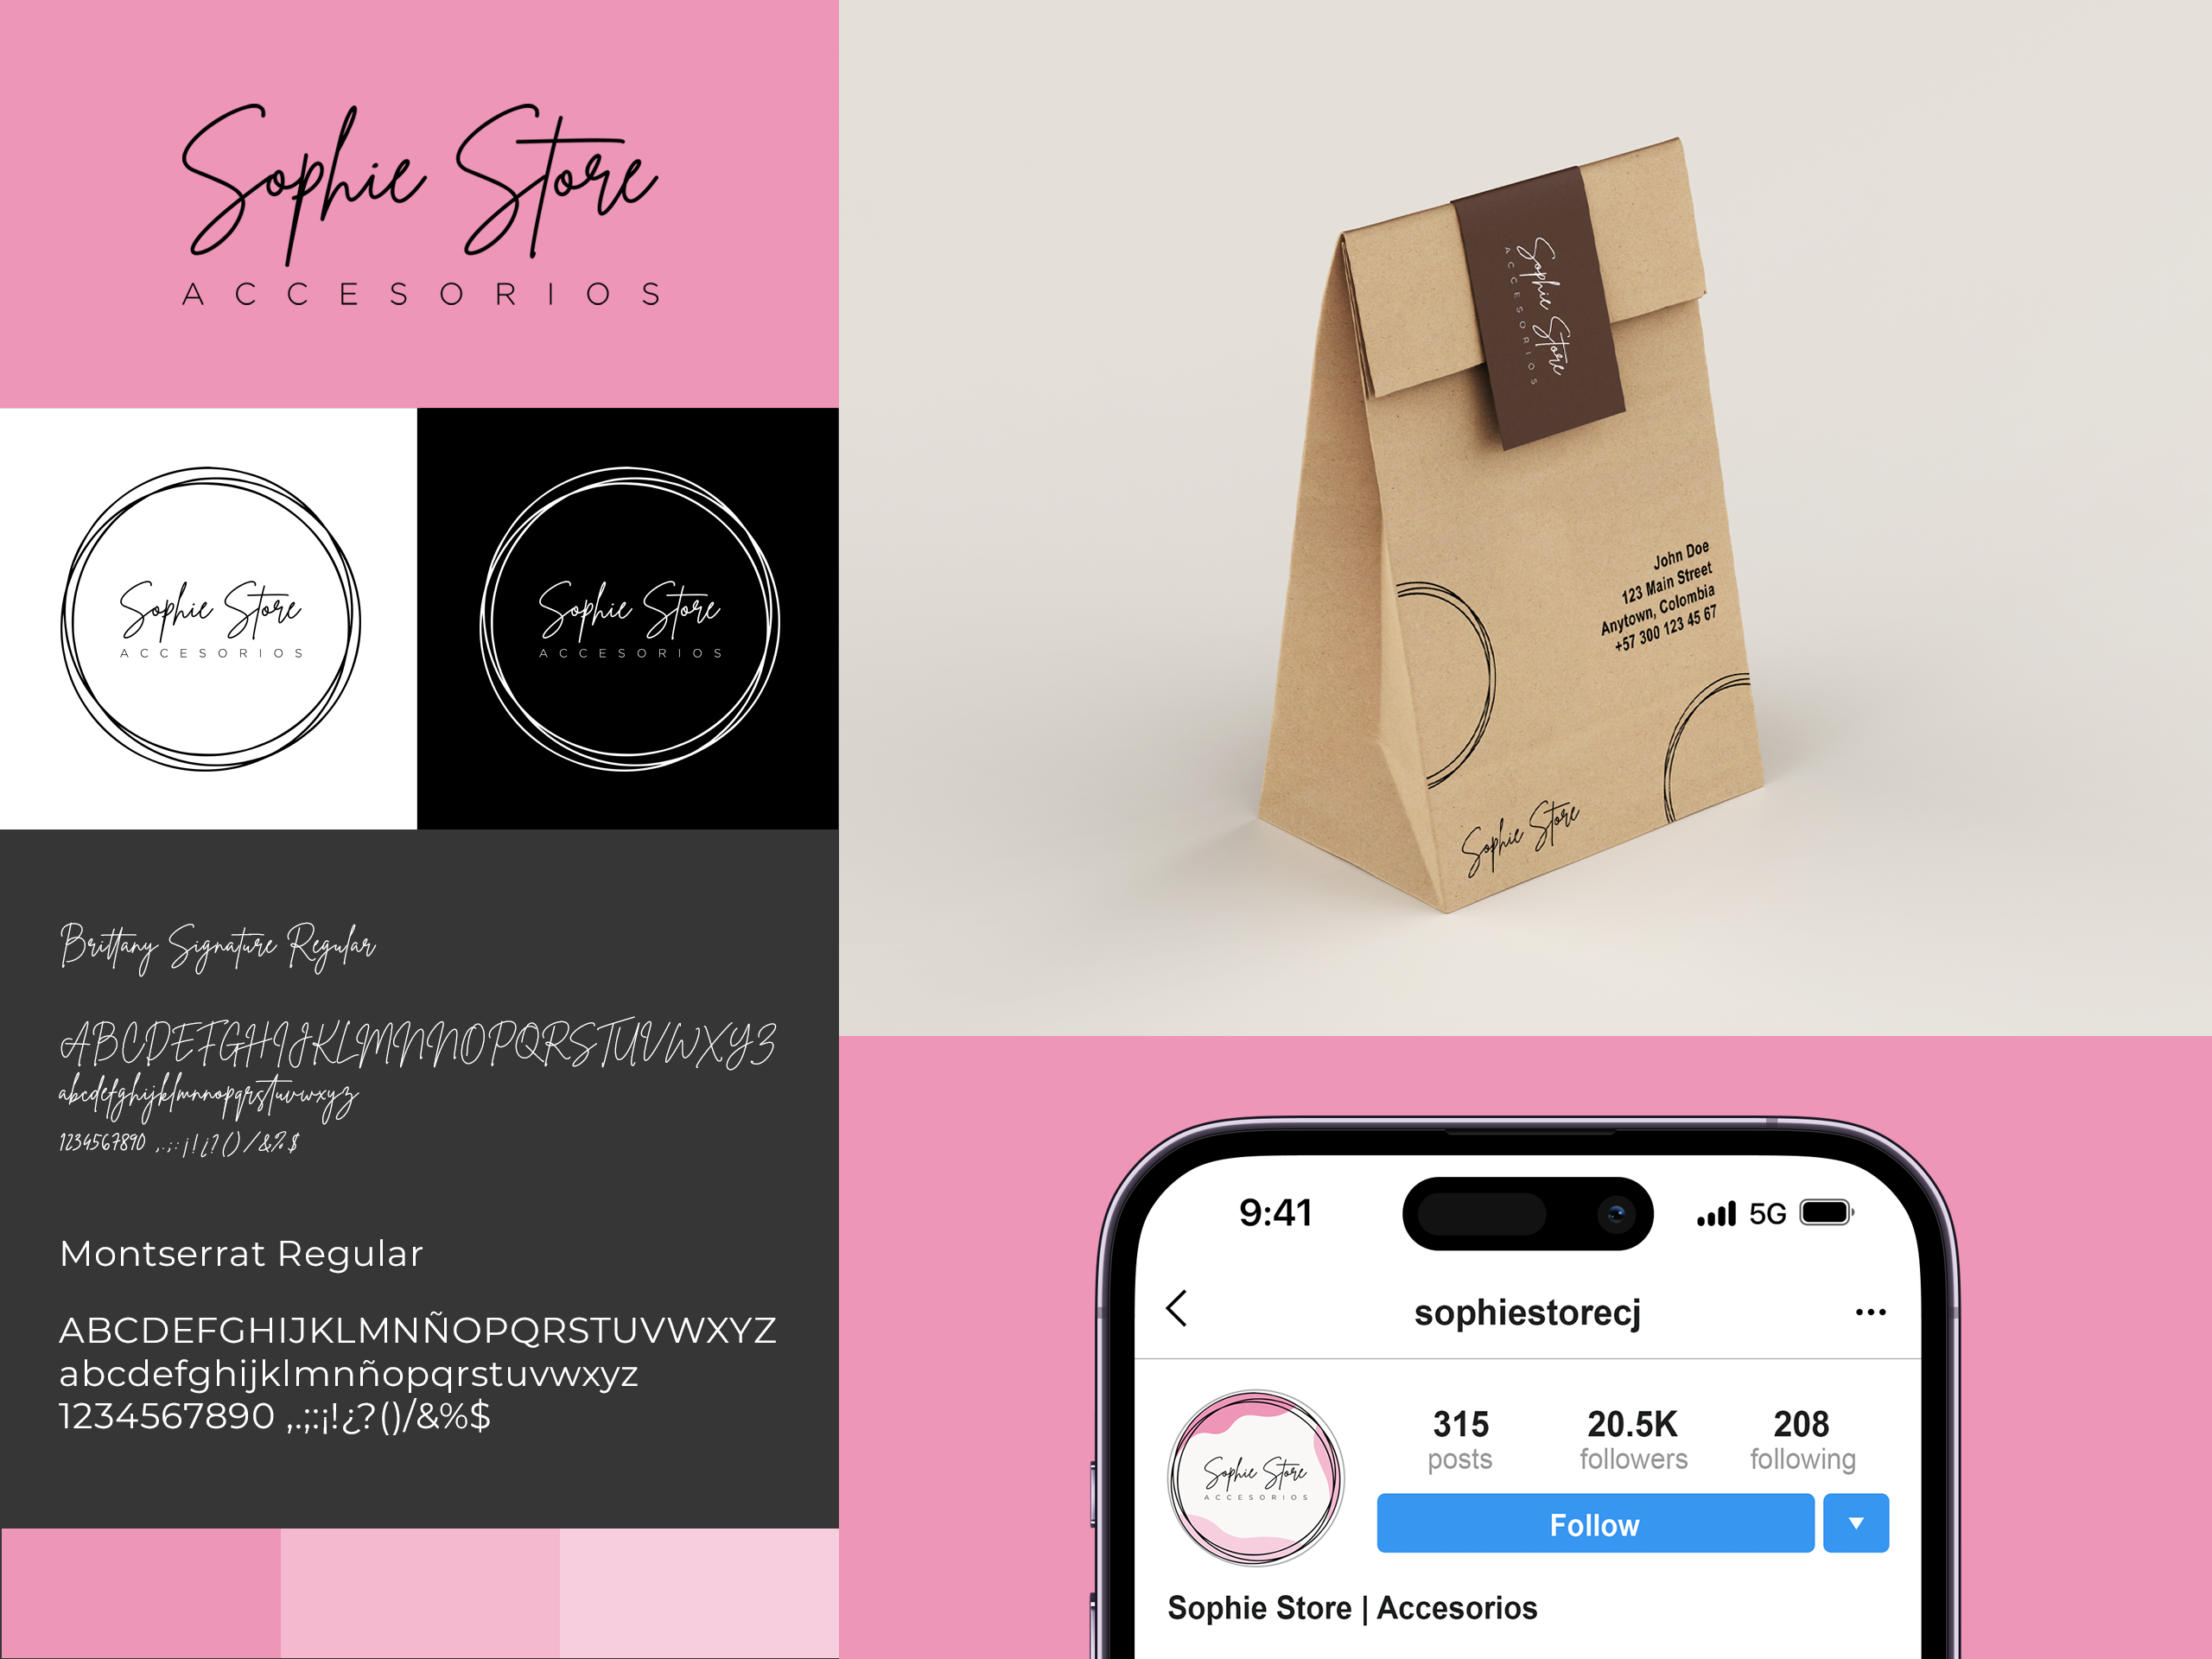 Sophie Store
ACCESORIOS
Sophie Store
ACCESORIOS
Sophie Store
ACCESORIOS
Brittany Signature Regular
ABCDEFGHIJKLMNNOPQRSTUVWXYZ
abcdefghijklmnnopqrstuvwxyz
1234567890 ,.;:¡!¿?()/&%$
Montserrat Regular
ABCDEFGHIJKLMNÑOPQRSTUVWXYZ
abcdefghijklmnñopqrstuvwxyz
1234567890 ,.;:¡!¿?()/&%$
Sophie Store
ACCESORIOS
John Doe
123 Main Street
Anytown, Colombia
+57 300 123 45 67
Sophie Store
9:41
5G
sophiestorecj
Sophie Store
ACCESORIOS
315 20.5K 208
posts followers following
Follow
Sophie Store | Accesorios